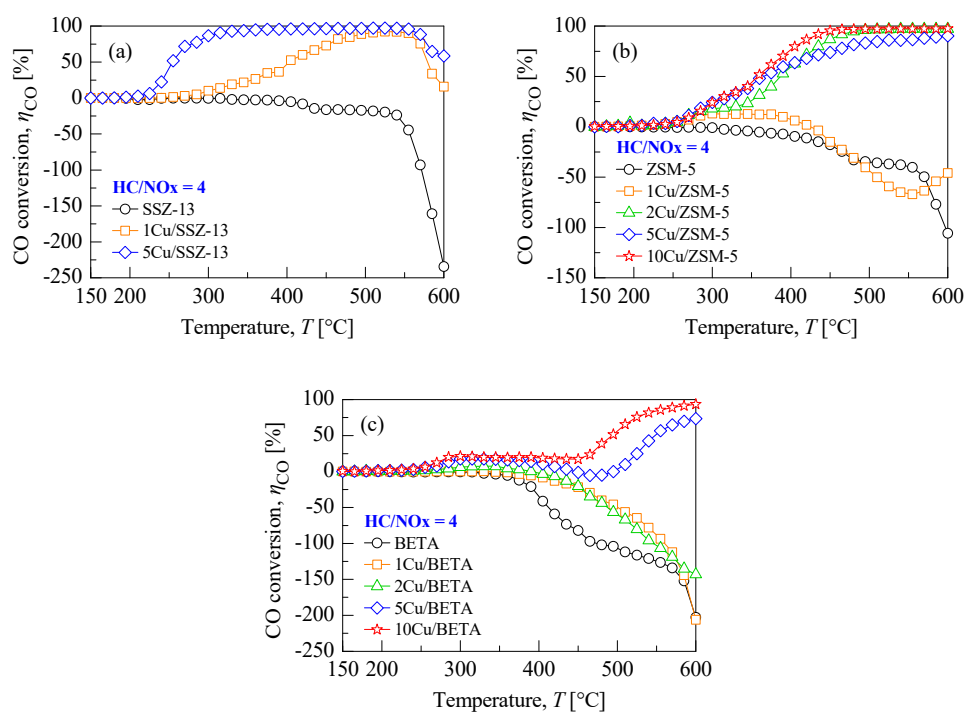 100
50
0
-50
-100
-150
-200
-250
CO conversion, ηCO [%]
(a)
HC/NOx = 4
SSZ-13
1Cu/SSZ-13
5Cu/SSZ-13
150 200 300 400 500 600
Temperature, T [°C]
100
50
0
-50
-100
-150
CO conversion, ηCO [%]
(b)
HC/NOx = 4
ZSM-5
1Cu/ZSM-5
2Cu/ZSM-5
5Cu/ZSM-5
10Cu/ZSM-5
150 200 300 400 500 600
Temperature, T [°C]
100
50
0
-50
-100
-150
-200
-250
CO conversion, ηCO [%]
(c)
HC/NOx = 4
BETA
1Cu/BETA
2Cu/BETA
5Cu/BETA
10Cu/BETA
150 200 300 400 500 600
Temperature, T [°C]